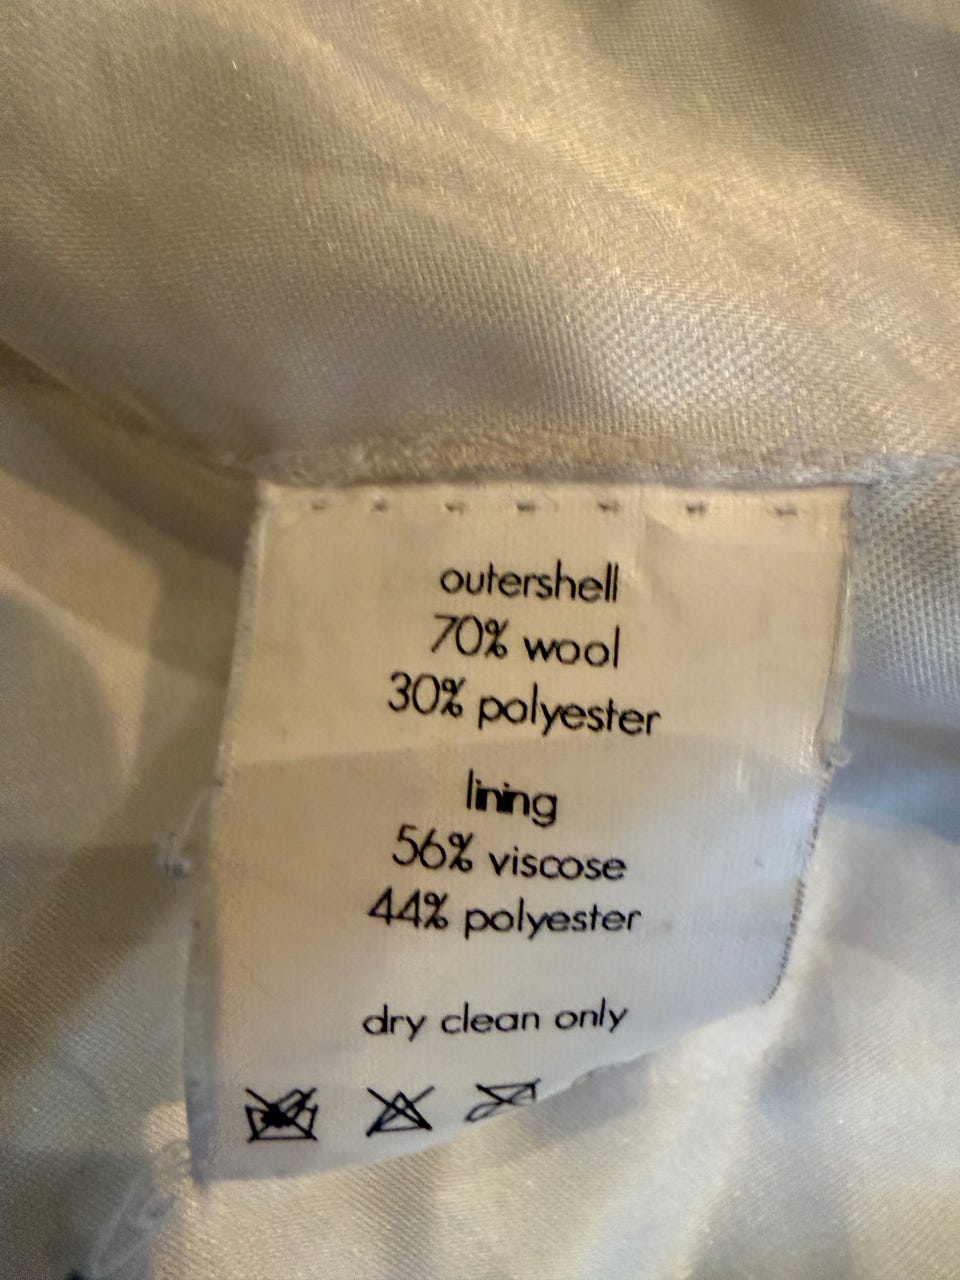 outershell
70% wool
30% polyester
lining
56% viscose
44% polyester
dry clean only